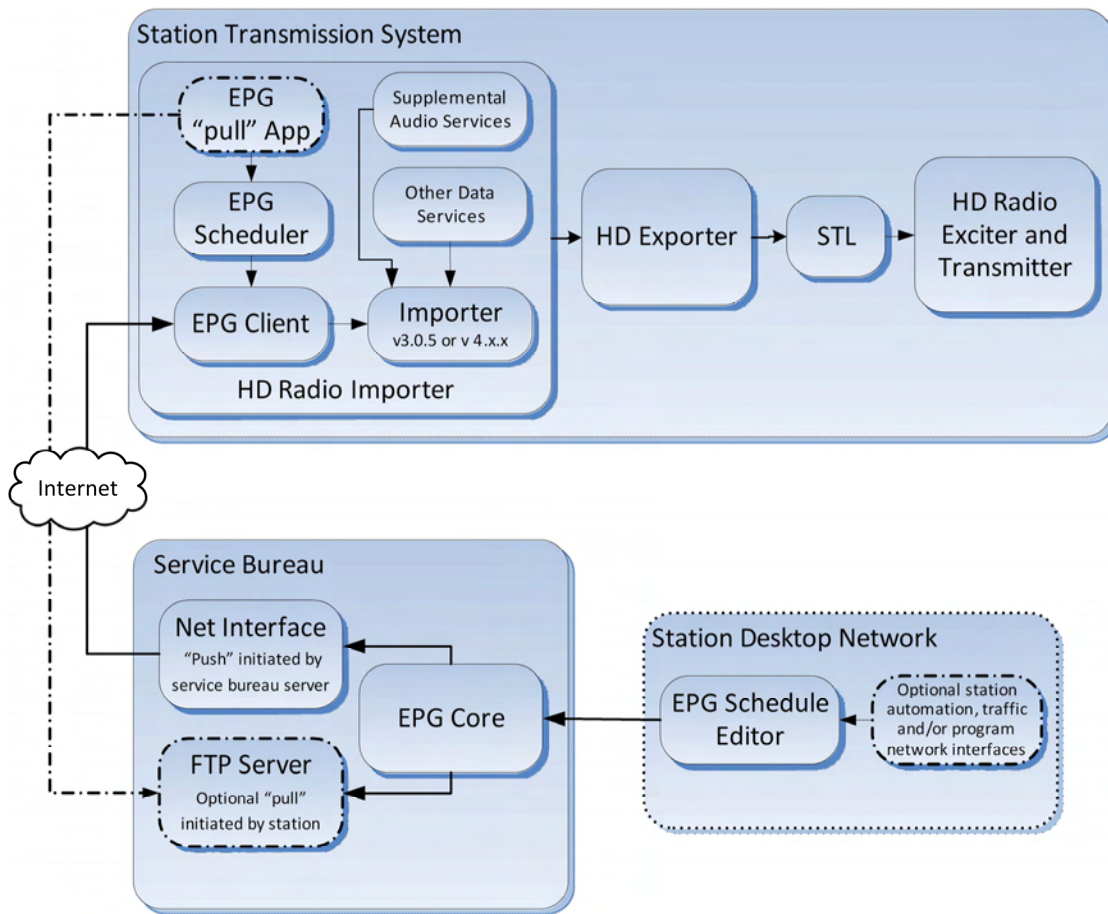 Station Transmission System
EPG
“pull” App
Supplemental
Audio Services
EPG
Scheduler
Other Data
Services
EPG Client
Importer
v3.0.5 or v 4.x.x
HD Radio Importer
HD Exporter
STL
HD Radio
Exciter and
Transmitter
Internet
Service Bureau
Net Interface
“Push” initiated by
service bureau server
EPG Core
FTP Server
Optional “pull”
initiated by station
Station Desktop Network
EPG Schedule
Editor
Optional station
automation, traffic
and/or program
network interfaces